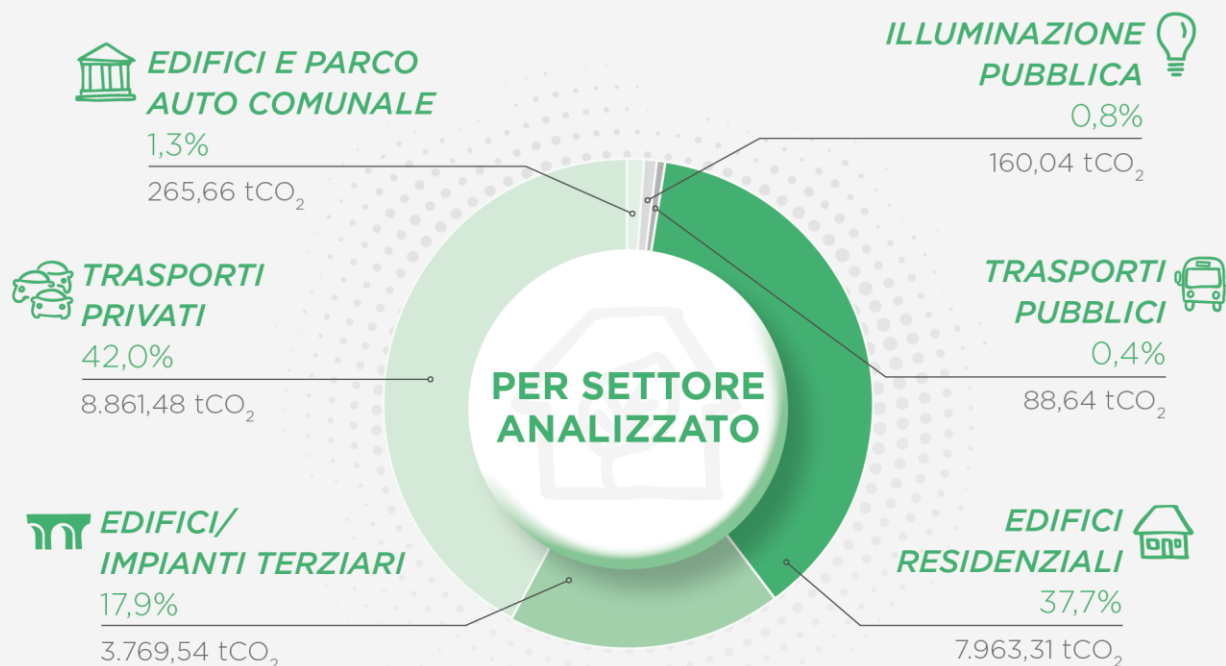 EDIFICI E PARCO
AUTO COMUNALE
1,3%
265,66 tCO₂
ILLUMINAZIONE
PUBBLICA
0,8%
160,04 tCO₂
TRASPORTI
PRIVATI
42,0%
8.861,48 tCO₂
TRASPORTI
PUBBLICI
0,4%
88,64 tCO₂
PER SETTORE
ANALIZZATO
EDIFICI/
IMPIANTI TERZIARI
17,9%
3.769,54 tCO₂
EDIFICI
RESIDENZIALI
37,7%
7.963,31 tCO₂